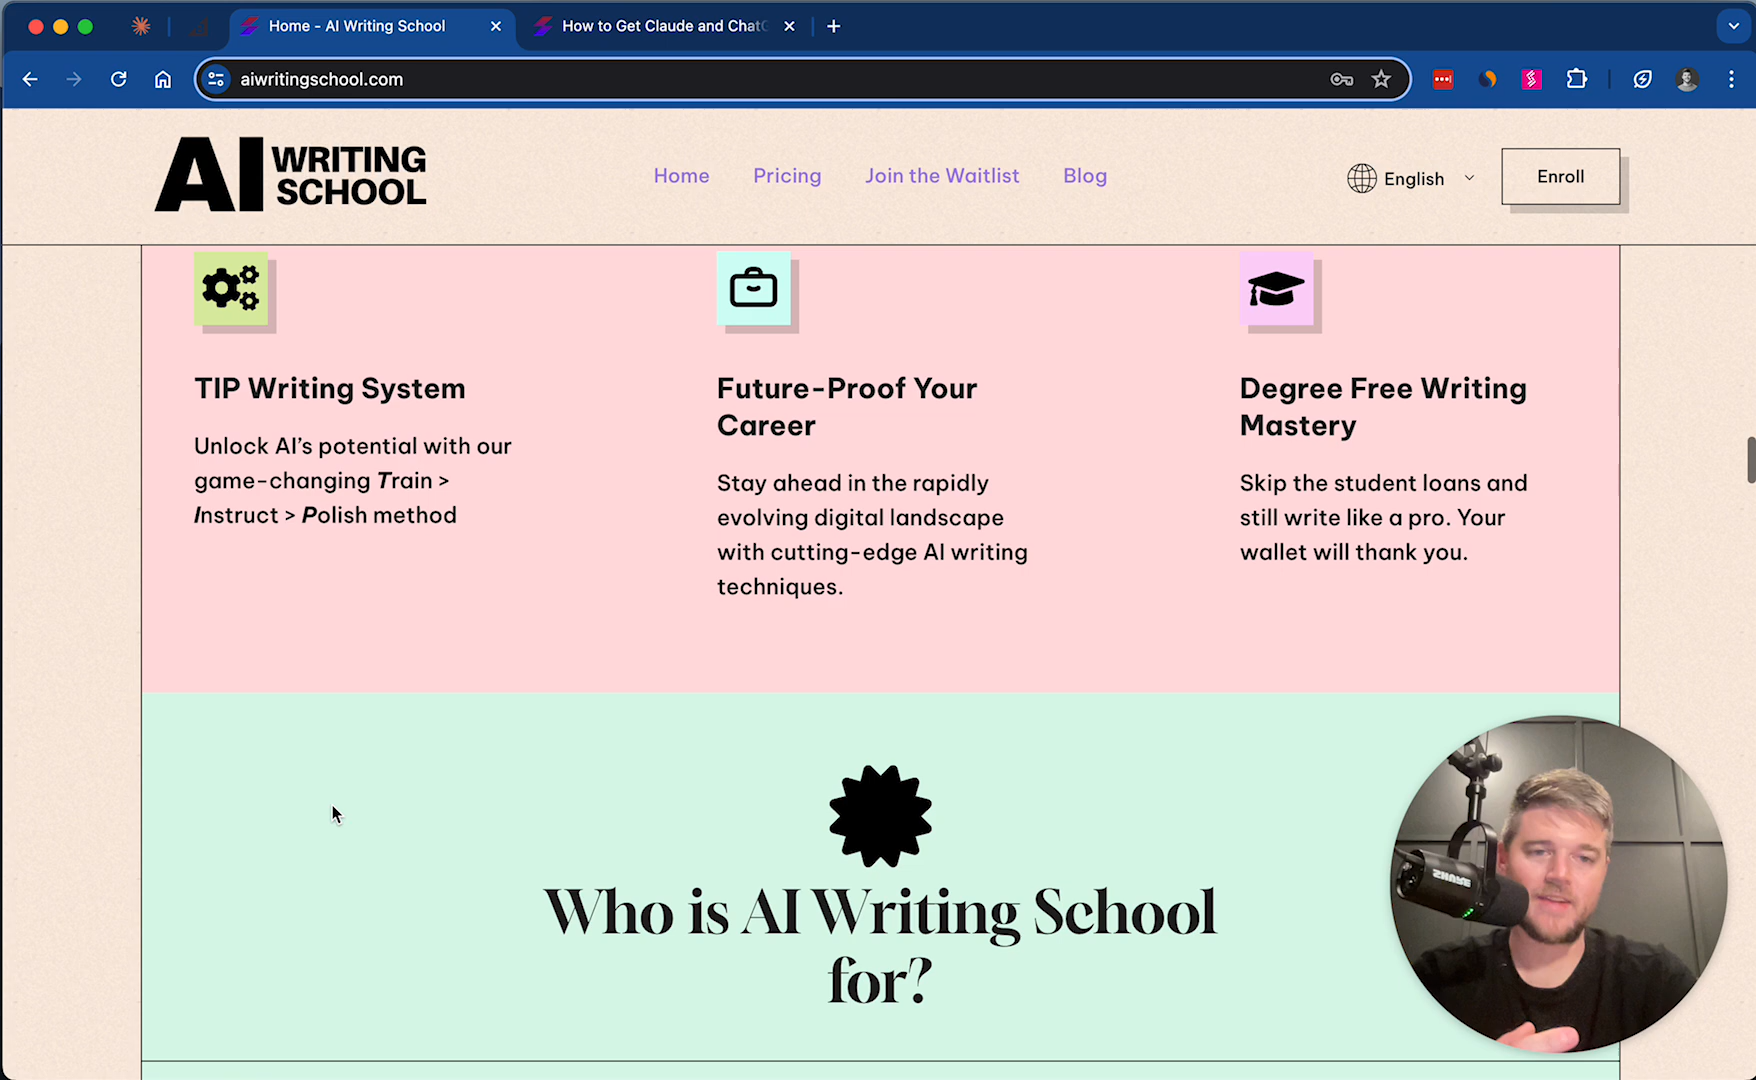 Home - AI Writing School
How to Get Claude and Chat
aiwritingschool.com
AI WRITING SCHOOL
Home
Pricing
Join the Waitlist
Blog
English
Enroll
TIP Writing System
Unlock AI's potential with our
game-changing Train >
Instruct > Polish method
Future-Proof Your
Career
Stay ahead in the rapidly
evolving digital landscape
with cutting-edge AI writing
techniques.
Degree Free Writing
Mastery
Skip the student loans and
still write like a pro. Your
wallet will thank you.
Who is AI Writing School
for?
SHURE